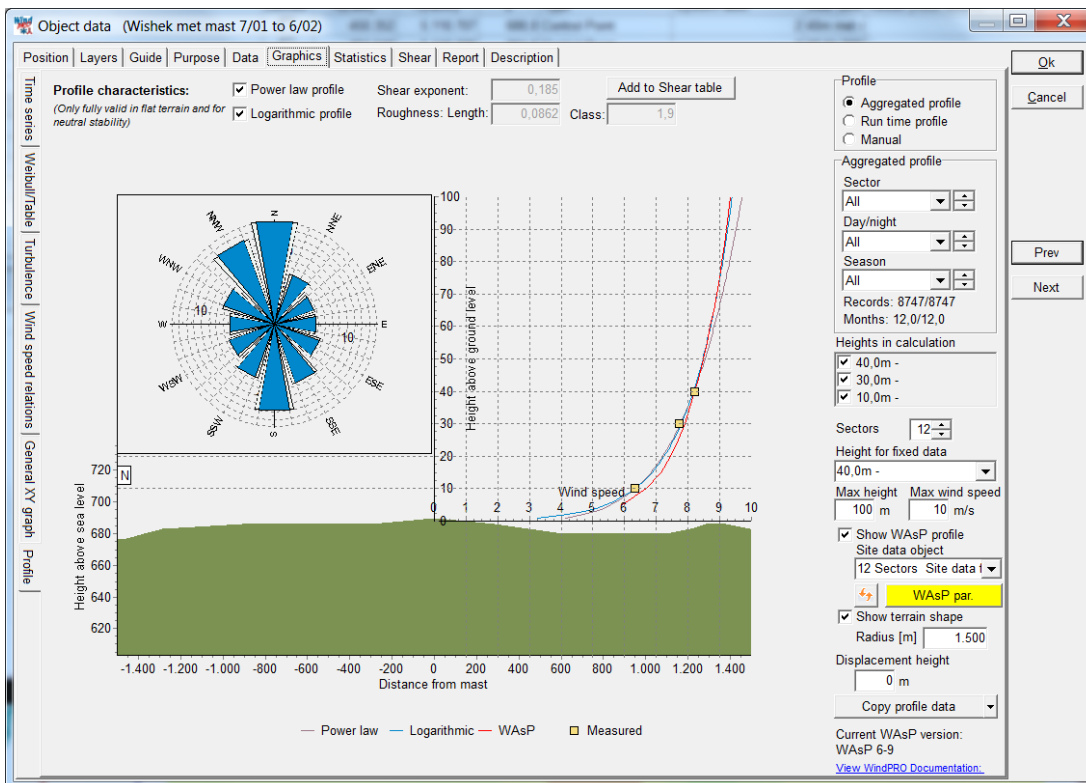 Object data (Wishek met mast 7/01 to 6/02)
Position Layers Guide Purpose Data Graphics Statistics Shear Report Description
Time series
Weibull/Table
Turbulence
Wind speed relations
General XY graph
Profile
Profile characteristics:
(Only fully valid in flat terrain and for
neutral stability)
Power law profile
Logarithmic profile
Shear exponent: 0,185
Roughness: Length: 0,0862 Class: 1,9
Add to Shear table
N
NNE
ENE
E
ESE
SSE
S
SSW
WSW
W
WNW
NNW
10
10
Height above ground level
100
90
80
70
60
50
40
30
20
10
0
Wind speed
0 1 2 3 4 5 6 7 8 9 10
N
Height above sea level
720
700
680
660
640
620
-1.400 -1.200 -1.000 -800 -600 -400 -200 0 200 400 600 800 1.000 1.200 1.400
Distance from mast
Power law Logarithmic WAsP Measured
Profile
Aggregated profile
Run time profile
Manual
Aggregated profile
Sector
All
Day/night
All
Season
All
Records: 8747/8747
Months: 12,0/12,0
Heights in calculation
40,0m -
30,0m -
10,0m -
Sectors 12
Height for fixed data
40,0m -
Max height Max wind speed
100 m 10 m/s
Show WAsP profile
Site data object
12 Sectors Site data f
WAsP par.
Show terrain shape
Radius [m] 1.500
Displacement height
0 m
Copy profile data
Current WAsP version:
WAsP 6-9
View WindPRO Documentation:
Ok
Cancel
Prev
Next